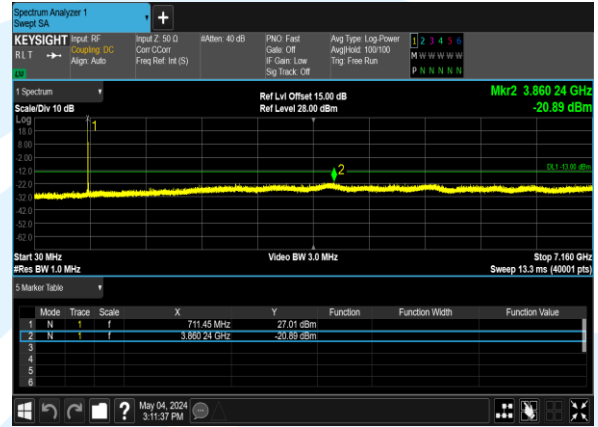 Spectrum Analyzer 1
Swept SA
+
KEYSIGHT
RLT
Input: RF
Coupling: DC
Align: Auto
Input Z: 50 Ω
Corr CCorr
Freq Ref: Int (S)
#Atten: 40 dB
PNO: Fast
Gate: Off
IF Gain: Low
Sig Track: Off
Avg Type: Log-Power
Avg|Hold: 100/100
Trig: Free Run
1 2 3 4 5 6
M W W W W W
P N N N N N
1 Spectrum
Scale/Div 10 dB
Ref Lvl Offset 15.00 dB
Ref Level 28.00 dBm
Mkr2 3.860 24 GHz
-20.89 dBm
Log
18.0
8.00
-2.00
-12.0
-22.0
-32.0
-42.0
-52.0
-62.0
1
2
DL1 -13.00 dBm
Start 30 MHz
#Res BW 1.0 MHz
Video BW 3.0 MHz
Stop 7.160 GHz
Sweep 13.3 ms (40001 pts)
5 Marker Table
Mode Trace Scale X Y Function Function Width Function Value
1 N 1 f 711.45 MHz 27.01 dBm
2 N 1 f 3.860 24 GHz -20.89 dBm
3
4
5
6
?
May 04, 2024
3:11:37 PM